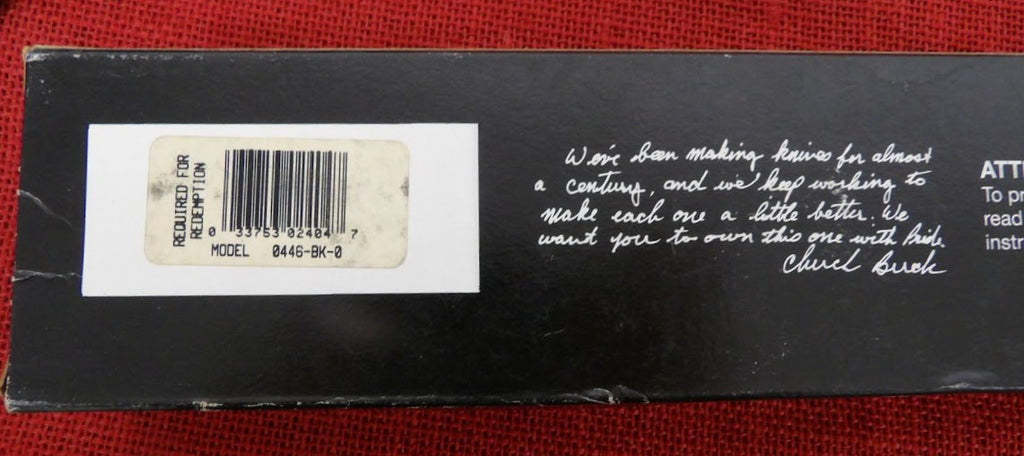 REQUIRED FOR
REDEMPTION
0 33753 02404 7
MODEL 0446-BK-0
We've been making knives for almost
a century, and we keep working to
make each one a little better. We
want you to own this one with Pride.
Chuck Buck
ATT
To pr
read
instr